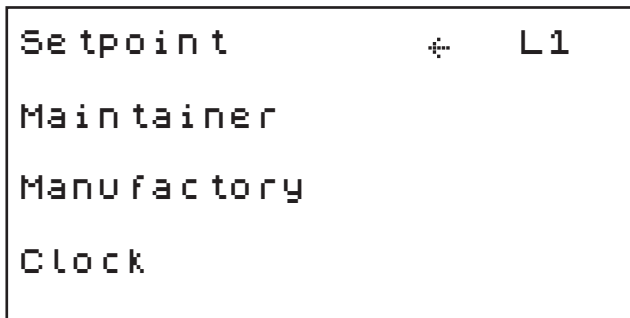 Setpoint ← L1
Maintainer
Manufactory
Clock